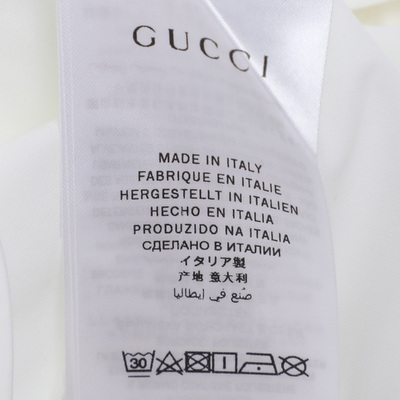 GUCCI
MADE IN ITALY
FABRIQUE EN ITALIE
HERGESTELLT IN ITALIEN
HECHO EN ITALIA
PRODUZIDO NA ITALIA
СДЕЛАНО В ИТАЛИИ
イタリア製
产地 意大利
صنع في ايطاليا
30